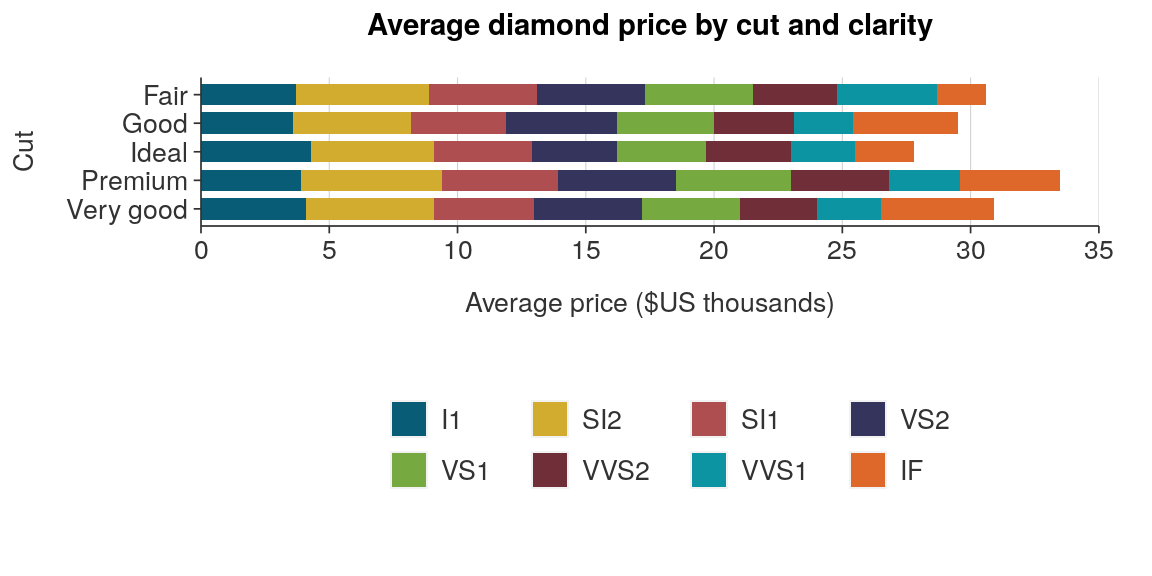 Average diamond price by cut and clarity
Cut
Fair
Good
Ideal
Premium
Very good
0 5 10 15 20 25 30 35
Average price ($US thousands)
I1 SI2 SI1 VS2
VS1 VVS2 VVS1 IF